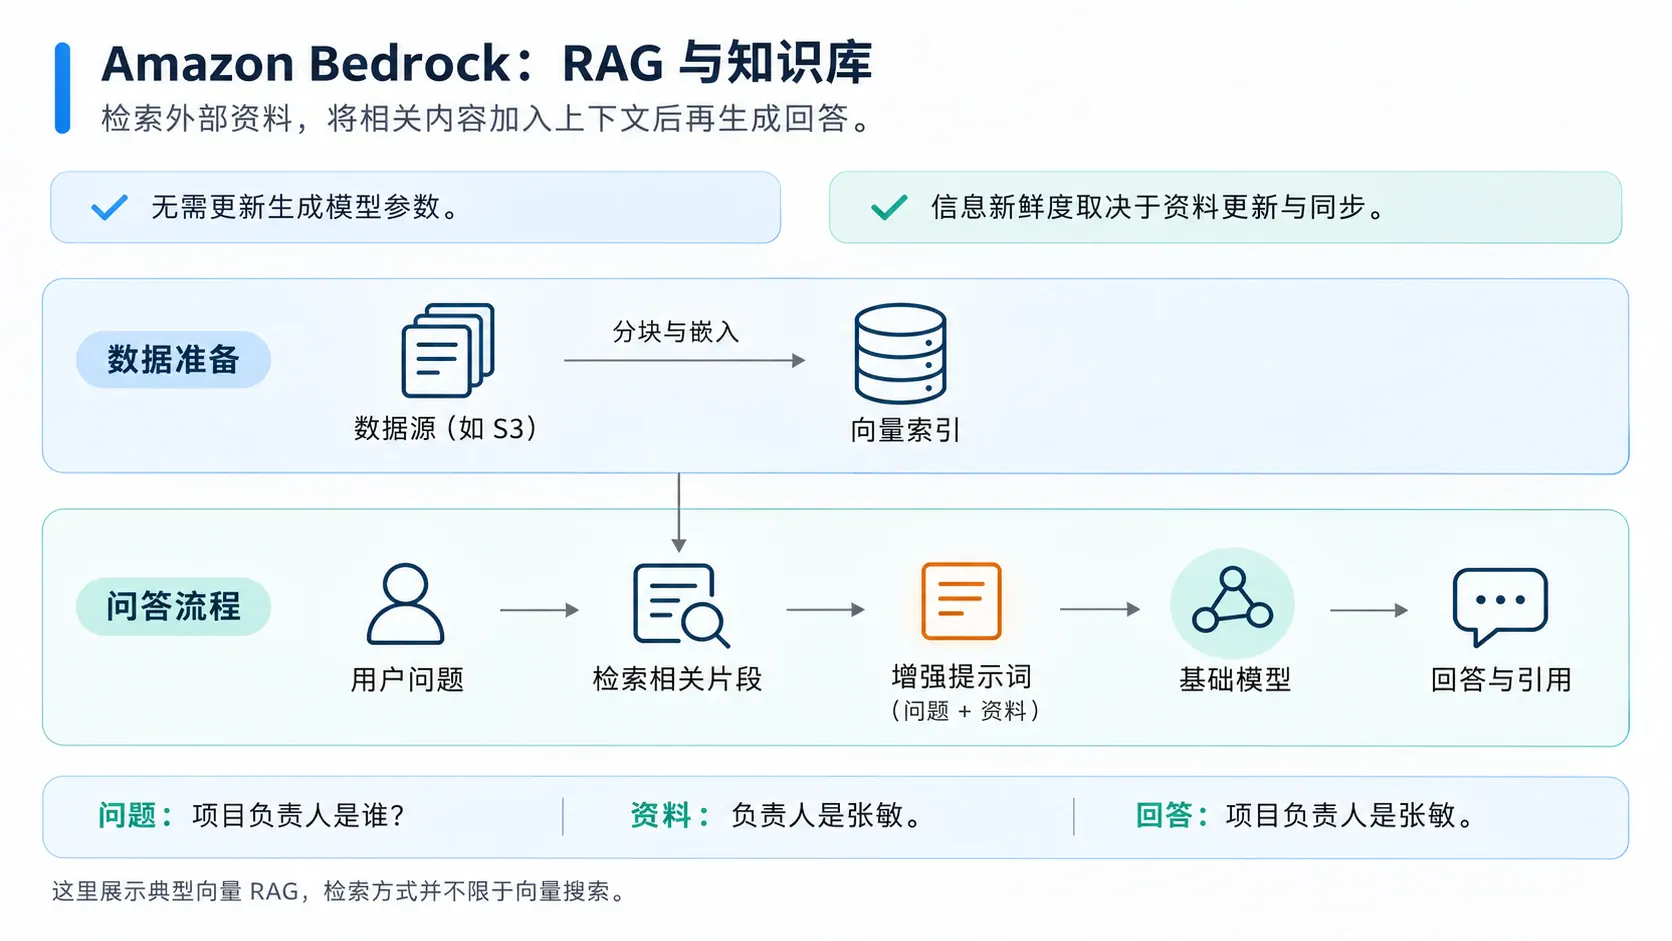 Amazon Bedrock：RAG 与知识库
检索外部资料，将相关内容加入上下文后再生成回答。
无需更新生成模型参数。
信息新鲜度取决于资料更新与同步。
数据准备
分块与嵌入
数据源（如 S3）
向量索引
问答流程
用户问题
检索相关片段
增强提示词
（问题 + 资料）
基础模型
回答与引用
问题：项目负责人是谁？
资料：负责人是张敏。
回答：项目负责人是张敏。
这里展示典型向量 RAG，检索方式并不限于向量搜索。